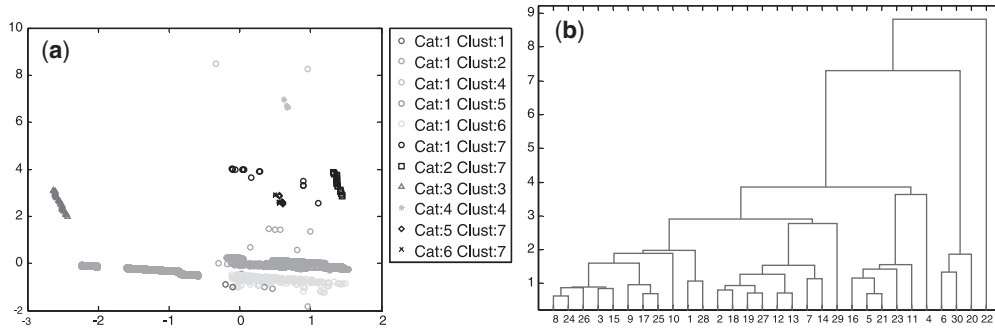 (a)
10
8
6
4
2
0
-2
-3 -2 -1 0 1 2
Cat:1 Clust:1
Cat:1 Clust:2
Cat:1 Clust:4
Cat:1 Clust:5
Cat:1 Clust:6
Cat:1 Clust:7
Cat:2 Clust:7
Cat:3 Clust:3
Cat:4 Clust:4
Cat:5 Clust:7
Cat:6 Clust:7
(b)
9
8
7
6
5
4
3
2
1
8 24 26 3 15 9 17 25 10 1 28 2 18 19 27 12 13 7 14 29 16 5 21 23 11 4 6 30 20 22